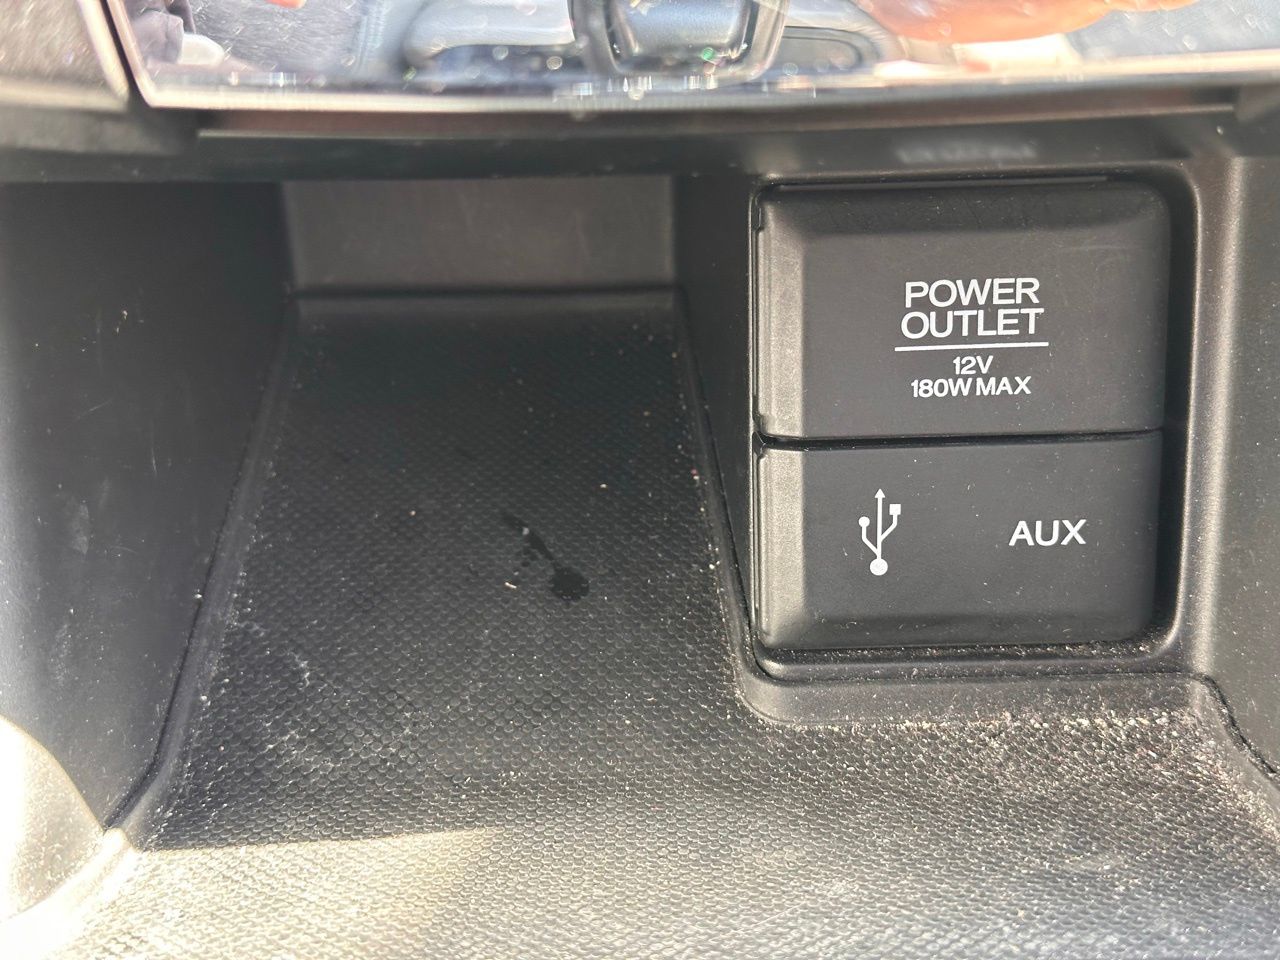 POWER
OUTLET
12V
180W MAX
AUX